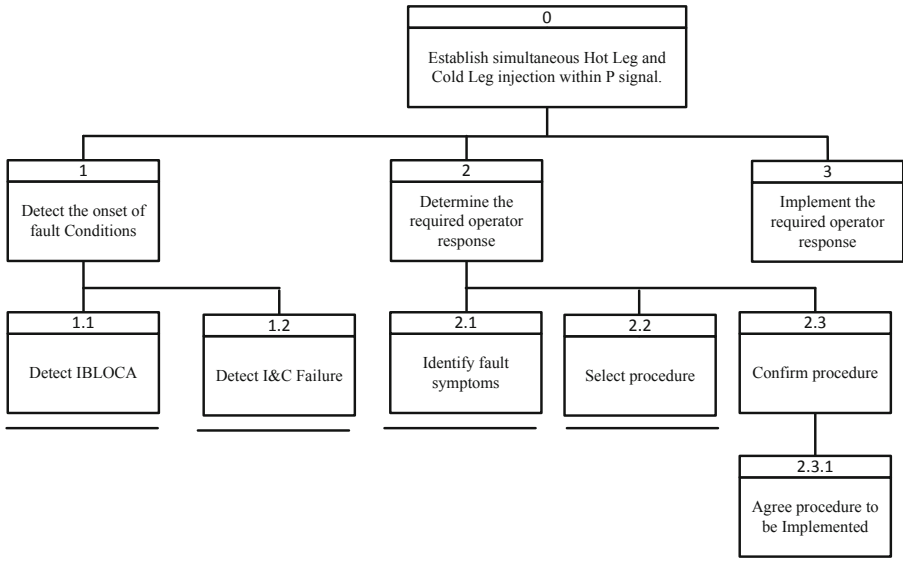 0
Establish simultaneous Hot Leg and
Cold Leg injection within P signal.
1
Detect the onset of
fault Conditions
2
Determine the
required operator
response
3
Implement the
required operator
response
1.1
Detect IBLOCA
1.2
Detect I&C Failure
2.1
Identify fault
symptoms
2.2
Select procedure
2.3
Confirm procedure
2.3.1
Agree procedure to
be Implemented